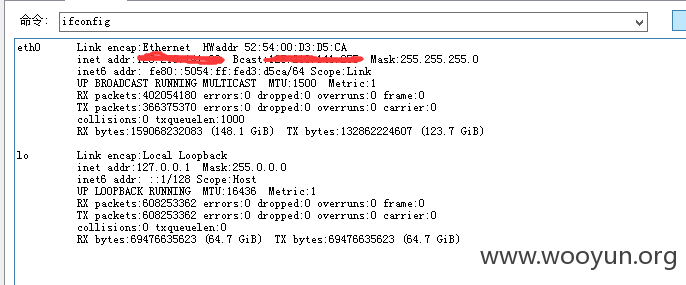 命令: ifconfig
eth0 Link encap:Ethernet HWaddr 52:54:00:D3:D5:CA
inet addr: Bcast: Mask:255.255.255.0
inet6 addr: fe80::5054:ff:fed3:d5ca/64 Scope:Link
UP BROADCAST RUNNING MULTICAST MTU:1500 Metric:1
RX packets:402054180 errors:0 dropped:0 overruns:0 frame:0
TX packets:366375370 errors:0 dropped:0 overruns:0 carrier:0
collisions:0 txqueuelen:1000
RX bytes:159068232083 (148.1 GiB) TX bytes:132862224607 (123.7 GiB)
lo Link encap:Local Loopback
inet addr:127.0.0.1 Mask:255.0.0.0
inet6 addr: ::1/128 Scope:Host
UP LOOPBACK RUNNING MTU:16436 Metric:1
RX packets:608253362 errors:0 dropped:0 overruns:0 frame:0
TX packets:608253362 errors:0 dropped:0 overruns:0 carrier:0
collisions:0 txqueuelen:0
RX bytes:69476635623 (64.7 GiB) TX bytes:69476635623 (64.7 GiB)
www.wooyun.org